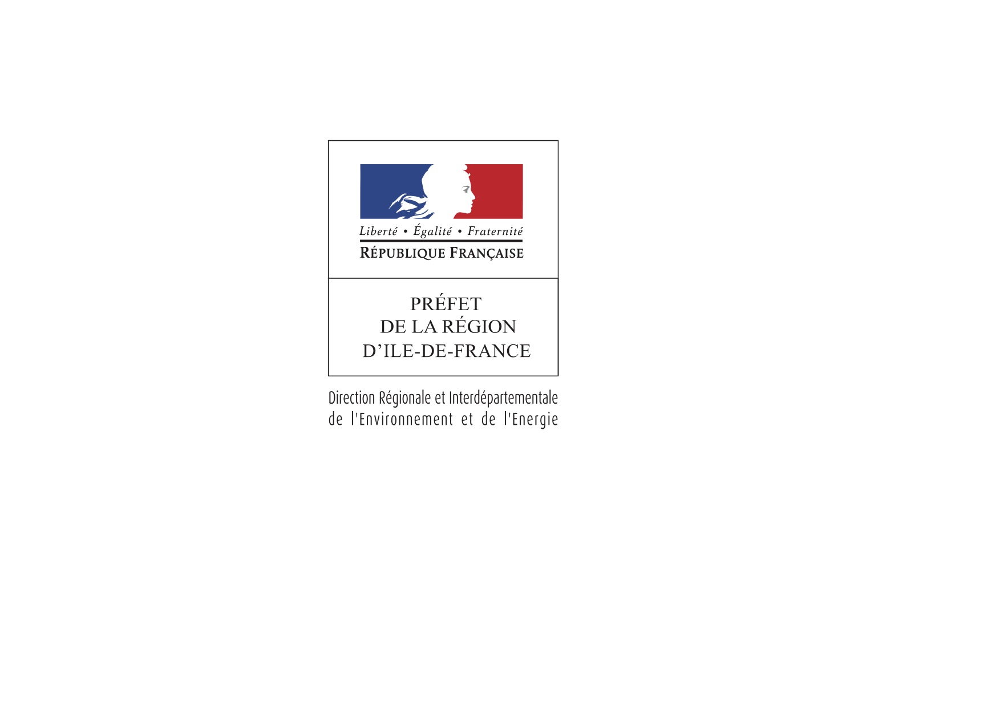 Liberté • Égalité • Fraternité
RÉPUBLIQUE FRANÇAISE
PRÉFET
DE LA RÉGION
D’ILE-DE-FRANCE
Direction Régionale et Interdépartementale
de l'Environnement et de l'Energie